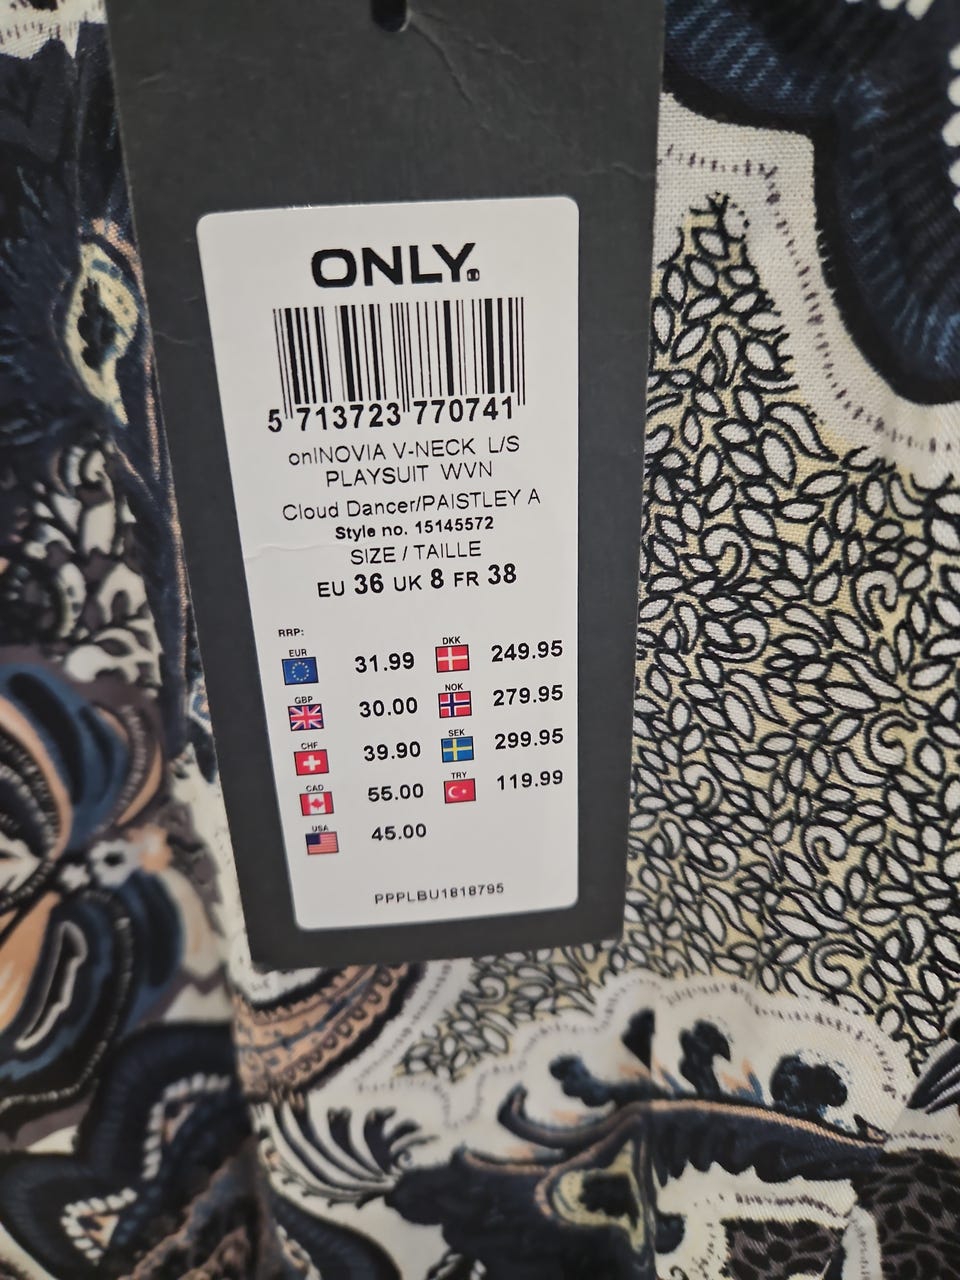 ONLY
5 713723 770741
onlNOVIA V-NECK L/S
PLAYSUIT WVN
Cloud Dancer/PAISTLEY A
Style no. 15145572
SIZE / TAILLE
EU 36 UK 8 FR 38
RRP:
EUR 31.99 DKK 249.95
GBP 30.00 NOK 279.95
CHF 39.90 SEK 299.95
CAD 55.00 TRY 119.99
USA 45.00
PPPLBU1818795